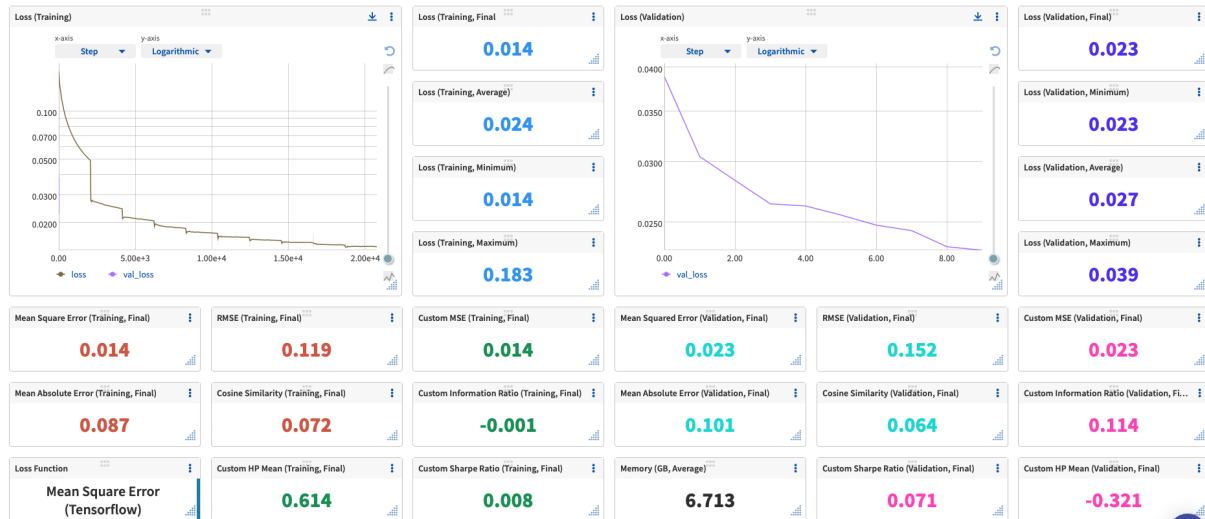 Loss (Training)
x-axis
y-axis
Step
Logarithmic
0.100
0.0700
0.0500
0.0300
0.0200
0.00
5.00e+3
1.00e+4
1.50e+4
2.00e+4
loss
val_loss
Loss (Training, Final
0.014
Loss (Training, Average)
0.024
Loss (Training, Minimum)
0.014
Loss (Training, Maximum)
0.183
Loss (Validation)
x-axis
y-axis
Step
Logarithmic
0.0400
0.0350
0.0300
0.0250
0.00
2.00
4.00
6.00
8.00
val_loss
Loss (Validation, Final)
0.023
Loss (Validation, Minimum)
0.023
Loss (Validation, Average)
0.027
Loss (Validation, Maximum)
0.039
Mean Square Error (Training, Final)
0.014
RMSE (Training, Final)
0.119
Custom MSE (Training, Final)
0.014
Mean Squared Error (Validation, Final)
0.023
RMSE (Validation, Final)
0.152
Custom MSE (Validation, Final)
0.023
Mean Absolute Error (Training, Final)
0.087
Cosine Similarity (Training, Final)
0.072
Custom Information Ratio (Training, Final)
-0.001
Mean Absolute Error (Validation, Final)
0.101
Cosine Similarity (Validation, Final)
0.064
Custom Information Ratio (Validation, Fi...
0.114
Loss Function
Mean Square Error
(Tensorflow)
Custom HP Mean (Training, Final)
0.614
Custom Sharpe Ratio (Training, Final)
0.008
Memory (GB, Average)
6.713
Custom Sharpe Ratio (Validation, Final)
0.071
Custom HP Mean (Validation, Final)
-0.321